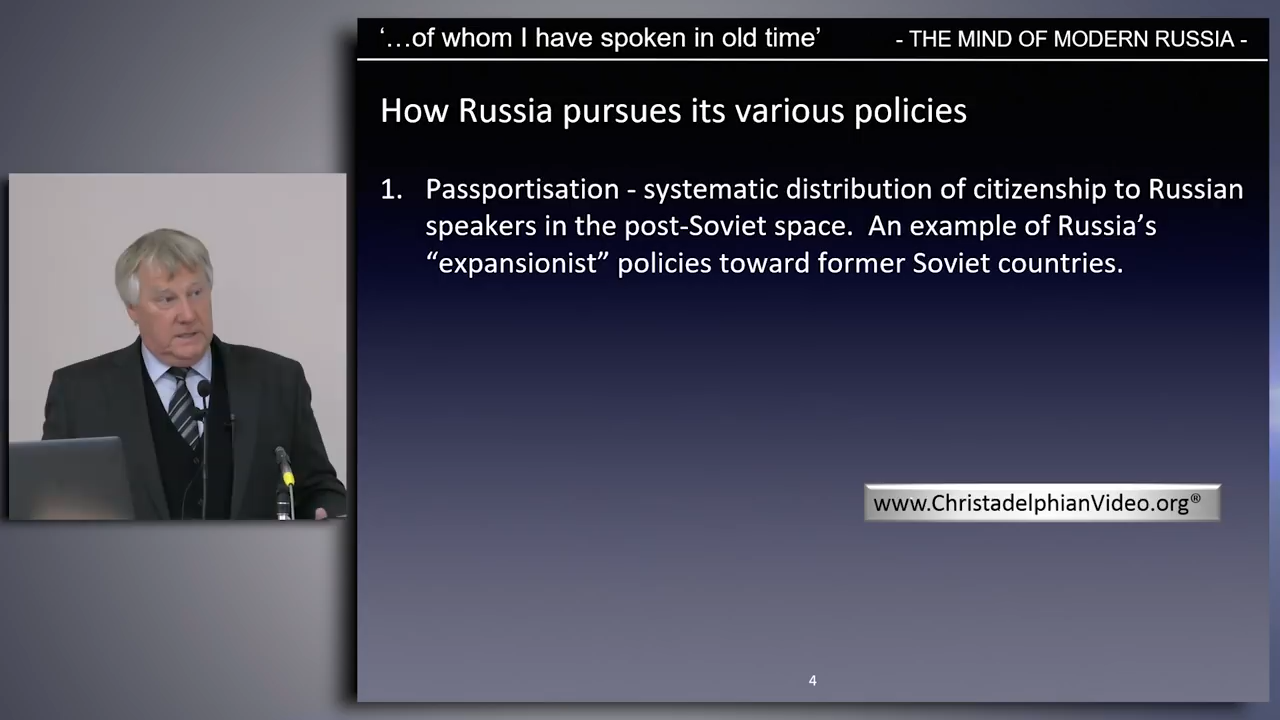 ‘…of whom I have spoken in old time’
- THE MIND OF MODERN RUSSIA -
How Russia pursues its various policies
1. Passportisation - systematic distribution of citizenship to Russian
speakers in the post-Soviet space.  An example of Russia’s
“expansionist” policies toward former Soviet countries.
www.ChristadelphianVideo.org®
4